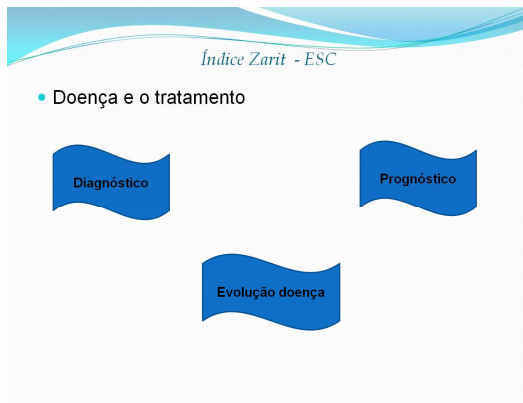 Índice Zarit - ESC
Doença e o tratamento
Diagnóstico
Prognóstico
Evolução doença